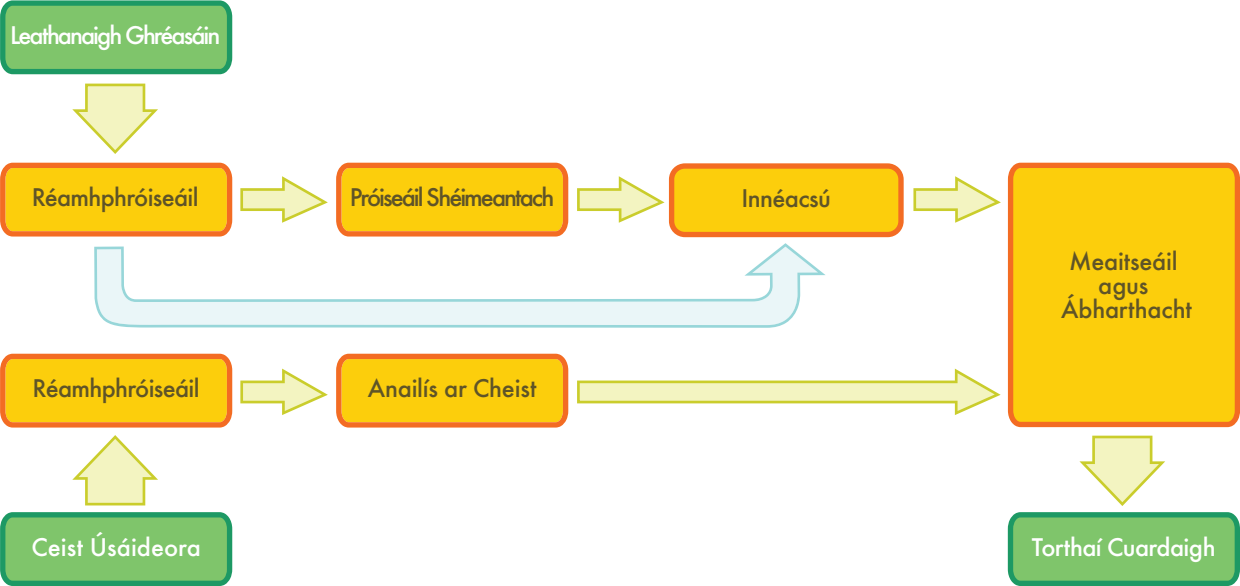 Leathanaigh Ghréasáin
Réamhphróiseáil
Próiseáil Shéimeantach
Innéacsú
Meaitseáil
agus
Ábharthacht
Réamhphróiseáil
Anailís ar Cheist
Ceist Úsáideora
Torthaí Cuardaigh